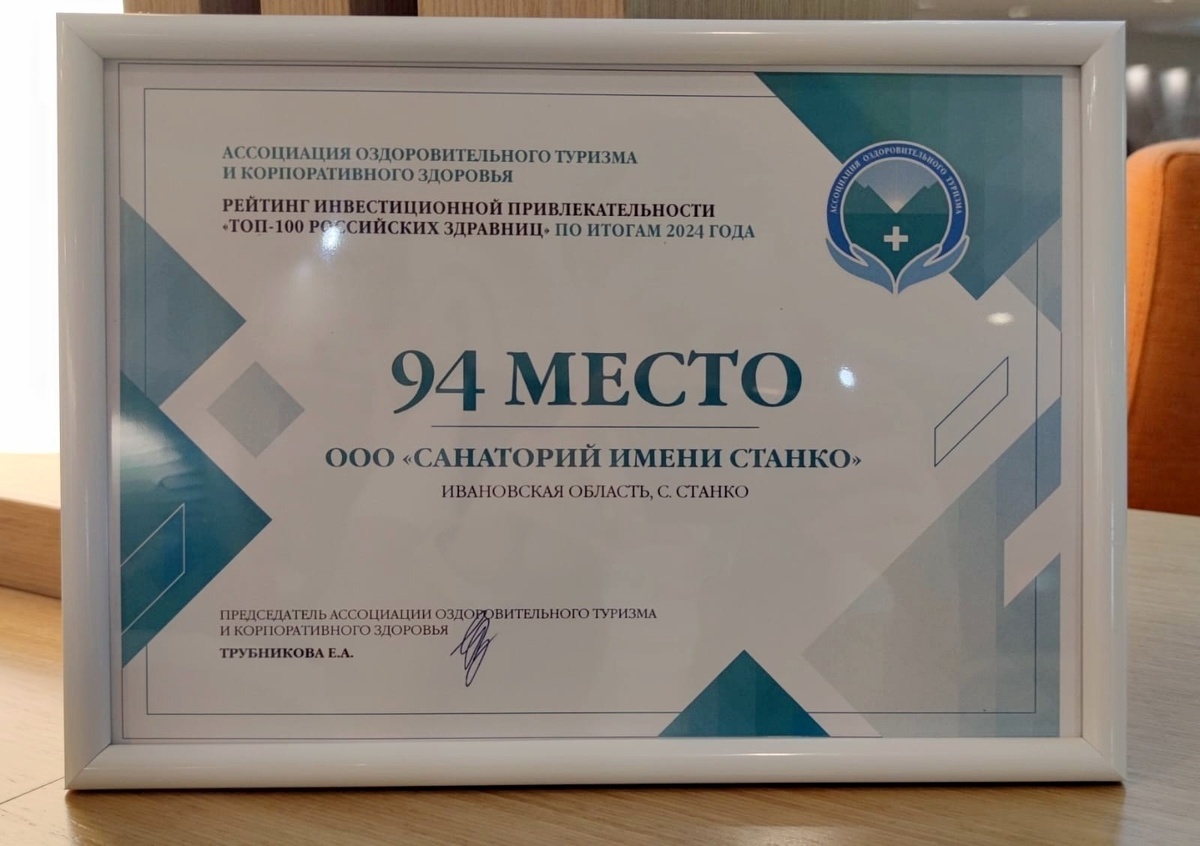 АССОЦИАЦИЯ ОЗДОРОВИТЕЛЬНОГО ТУРИЗМА
И КОРПОРАТИВНОГО ЗДОРОВЬЯ
РЕЙТИНГ ИНВЕСТИЦИОННОЙ ПРИВЛЕКАТЕЛЬНОСТИ
«ТОП-100 РОССИЙСКИХ ЗДРАВНИЦ» ПО ИТОГАМ 2024 ГОДА
АССОЦИАЦИЯ ОЗДОРОВИТЕЛЬНОГО ТУРИЗМА
94 МЕСТО
ООО «САНАТОРИЙ ИМЕНИ СТАНКО»
ИВАНОВСКАЯ ОБЛАСТЬ, С. СТАНКО
ПРЕДСЕДАТЕЛЬ АССОЦИАЦИИ ОЗДОРОВИТЕЛЬНОГО ТУРИЗМА
И КОРПОРАТИВНОГО ЗДОРОВЬЯ
ТРУБНИКОВА Е.А.